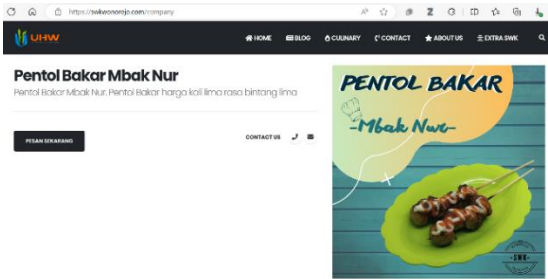 https://swkwonorejo.com/company
UHW
HOME
BLOG
CULINARY
CONTACT
ABOUT US
EXTRA SWK
Pentol Bakar Mbak Nur
Pentol Bakar Mbak Nur. Pentol Bakar harga kali lima rasa bintang lima
PESAN SEKARANG
CONTACT US
PENTOL BAKAR
-Mbak Nur-
-SWK-